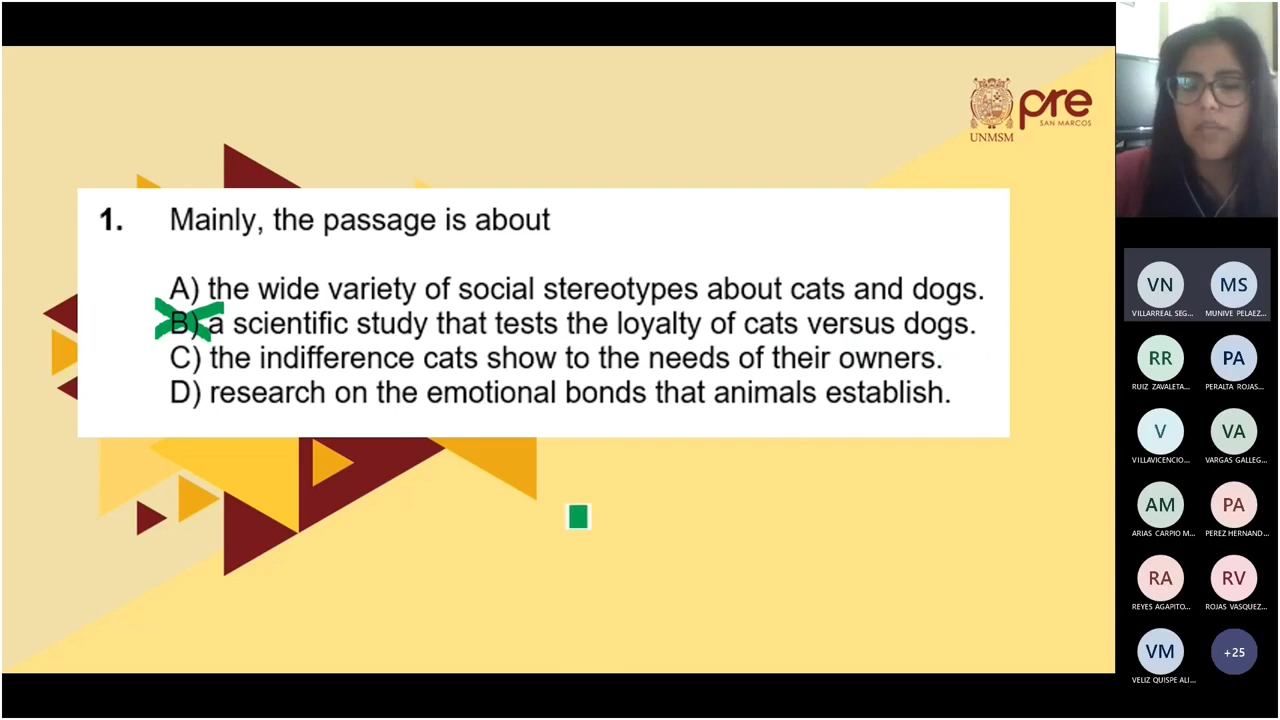 UNMSM
pre
SAN MARCOS
1. Mainly, the passage is about
A) the wide variety of social stereotypes about cats and dogs.
B) a scientific study that tests the loyalty of cats versus dogs.
C) the indifference cats show to the needs of their owners.
D) research on the emotional bonds that animals establish.
VN MS
VILLARREAL SEG... MUNIVE PELAEZ...
RR PA
RUIZ ZAVALETA... PERALTA ROJAS...
V VA
VILLAVICENCIO... VARGAS GALLEG...
AM PA
ARIAS CARPIO M... PEREZ HERNAND...
RA RV
REYES AGAPITO... ROJAS VASQUEZ...
VM +25
VELIZ QUISPE ALI...